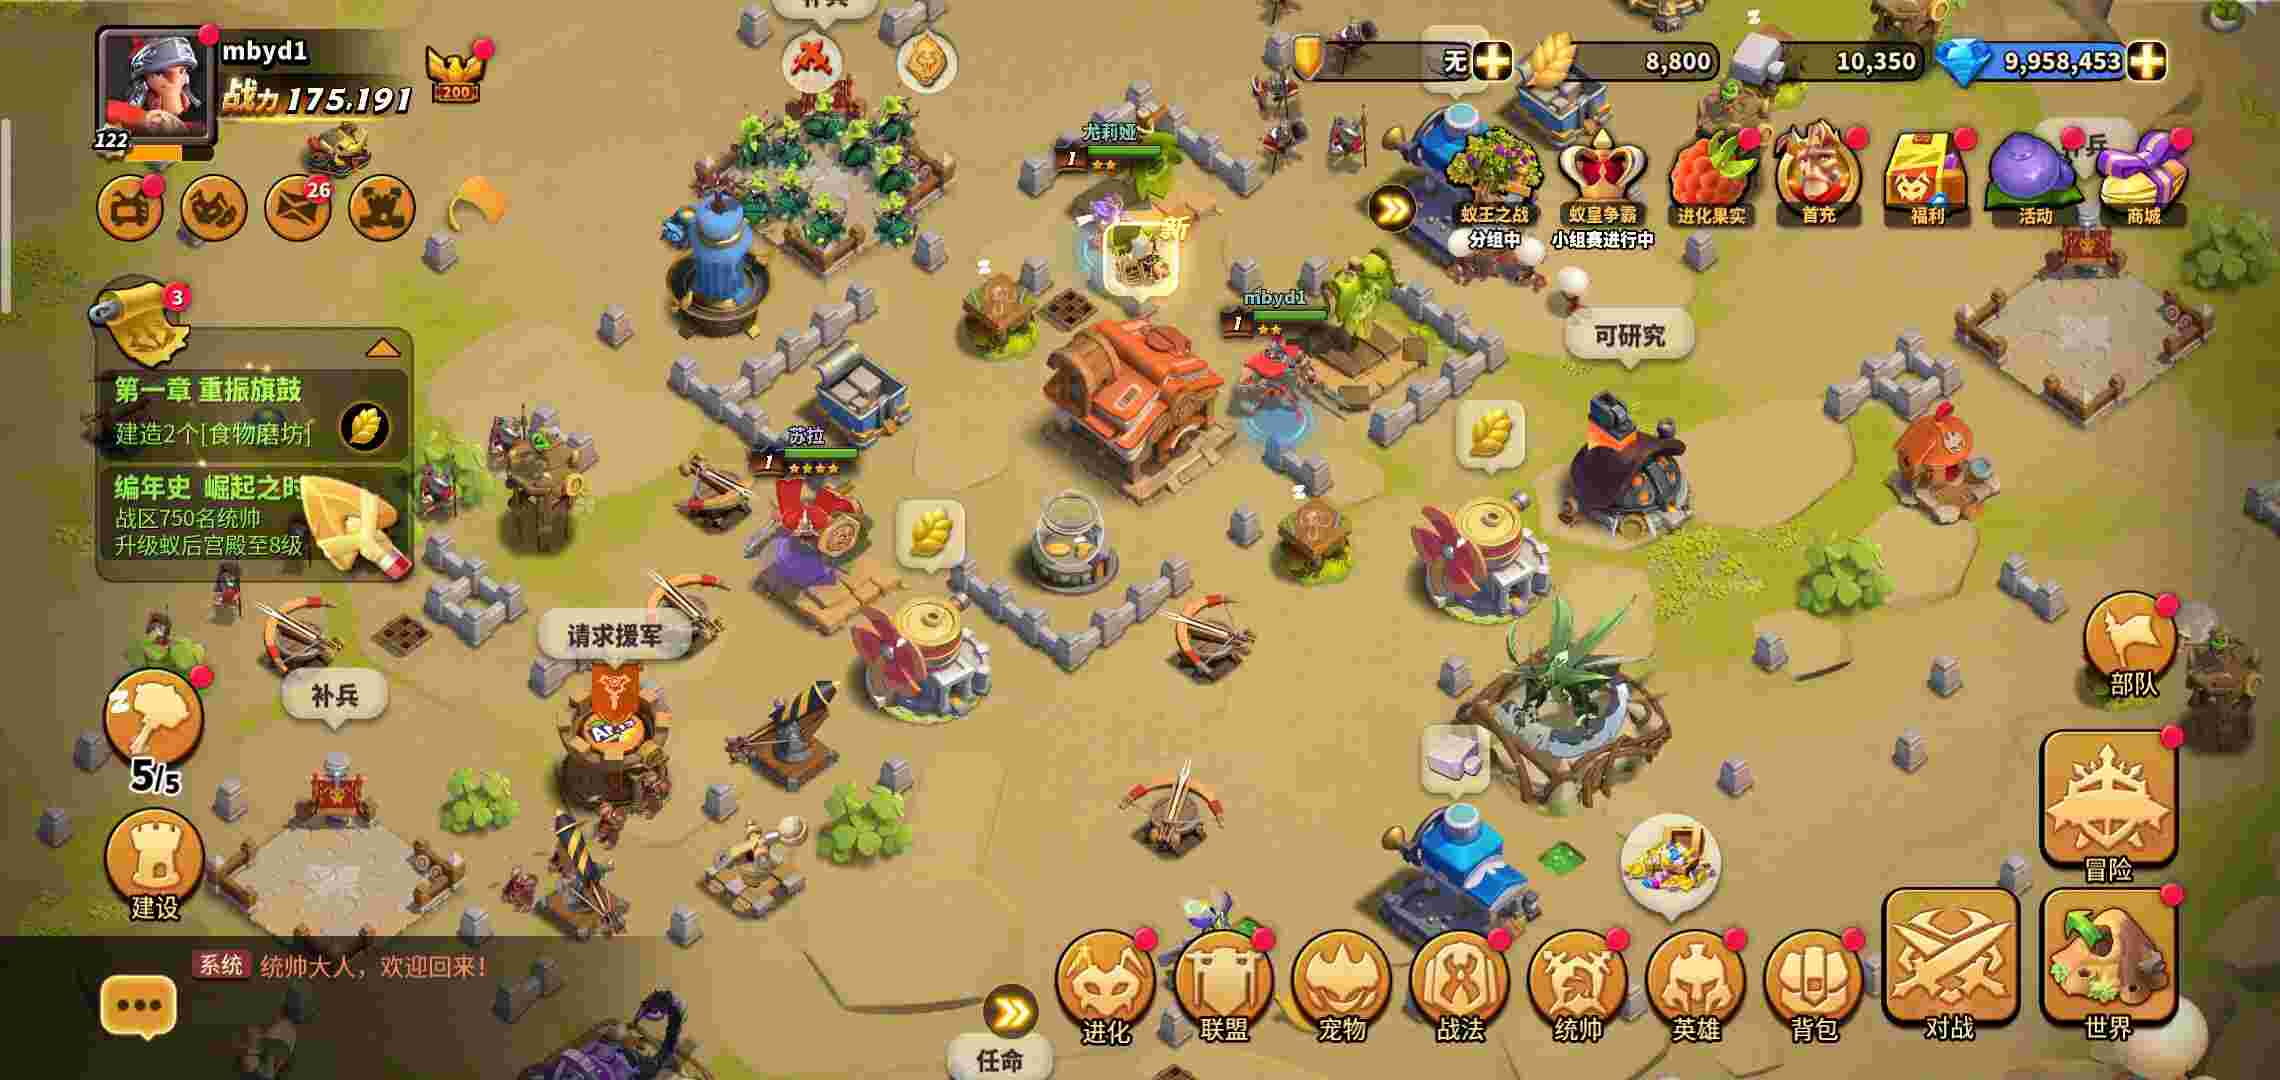 mbyd1
战力 175.191
200
122
26
无
8,800
10,350
9,958,453
尤莉娅
1
新
蚁王之战
分组中
蚁皇争霸
小组赛进行中
进化果实
首充
福利
活动
商城
3
第一章 重振旗鼓
建造2个[食物磨坊]
编年史 崛起之时
战区750名统帅
升级蚁后宫殿至8级
mbyd1
1
可研究
苏拉
1
请求援军
补兵
5/5
建设
部队
冒险
系统 统帅大人，欢迎回来！
任命
进化
联盟
宠物
战法
统帅
英雄
背包
对战
世界